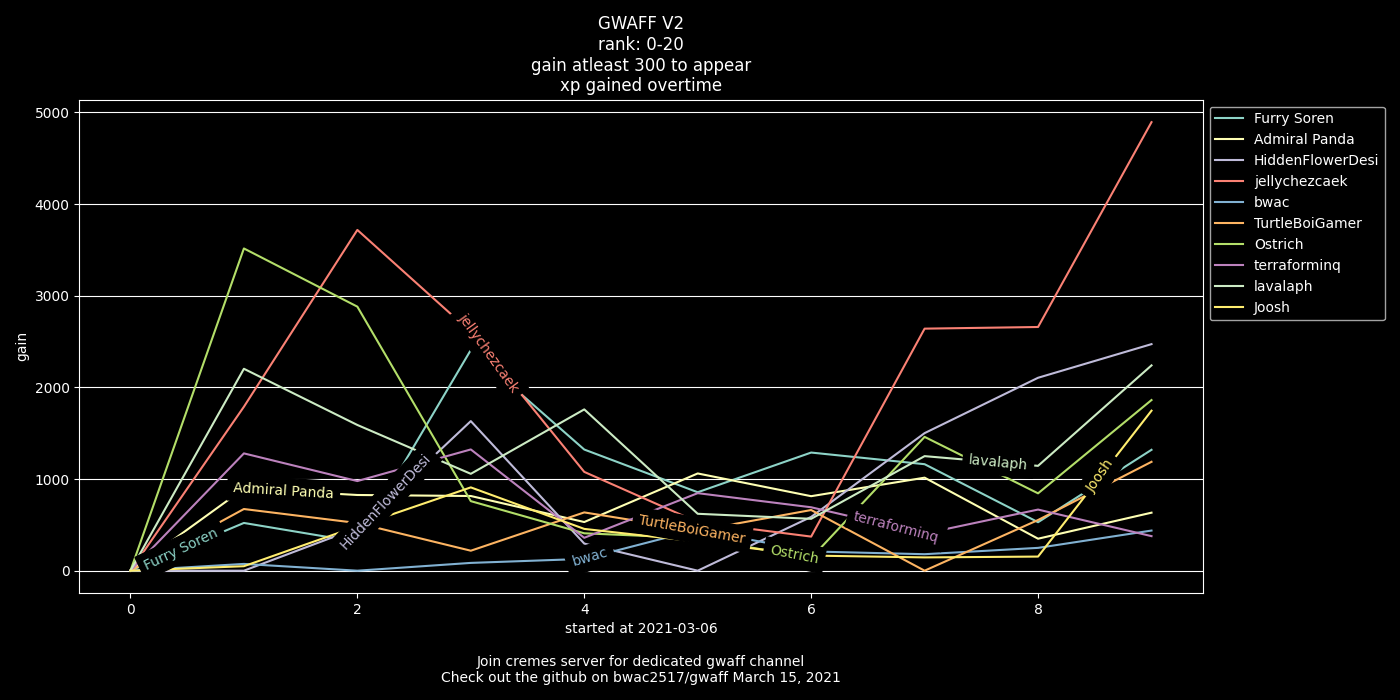 GWAFF V2
rank: 0-20
gain atleast 300 to appear
xp gained overtime
5000
4000
3000
2000
1000
0
gain
0
2
4
6
8
started at 2021-03-06
Furry Soren
Admiral Panda
HiddenFlowerDesi
jellychezcaek
bwac
TurtleBoiGamer
Ostrich
terraforminq
lavalaph
Joosh
Furry Soren
Admiral Panda
HiddenFlowerDesi
jellychezcaek
bwac
TurtleBoiGamer
Ostrich
terraforminq
lavalaph
Joosh
Join cremes server for dedicated gwaff channel
Check out the github on bwac2517/gwaff March 15, 2021